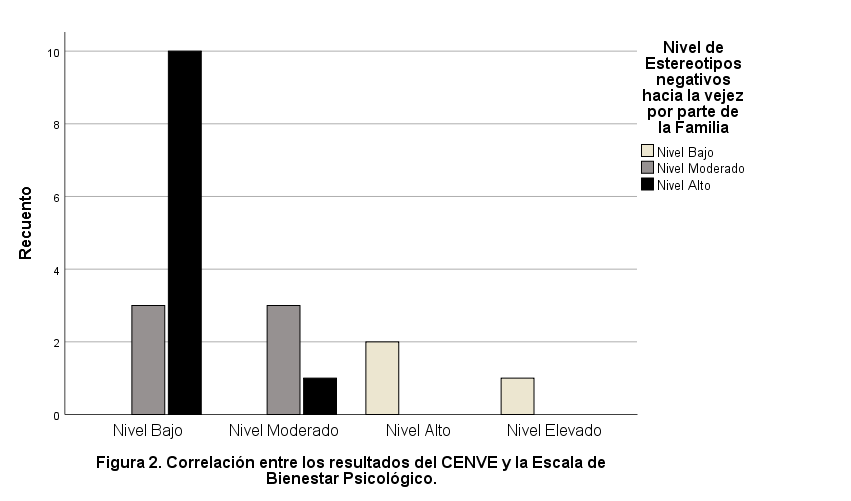 Nivel de
Estereotipos
negativos
hacia la vejez
por parte de
la Familia
Nivel Bajo
Nivel Moderado
Nivel Alto
Recuento
10
8
6
4
2
0
Nivel Bajo
Nivel Moderado
Nivel Alto
Nivel Elevado
Figura 2. Correlación entre los resultados del CENVE y la Escala de
Bienestar Psicológico.